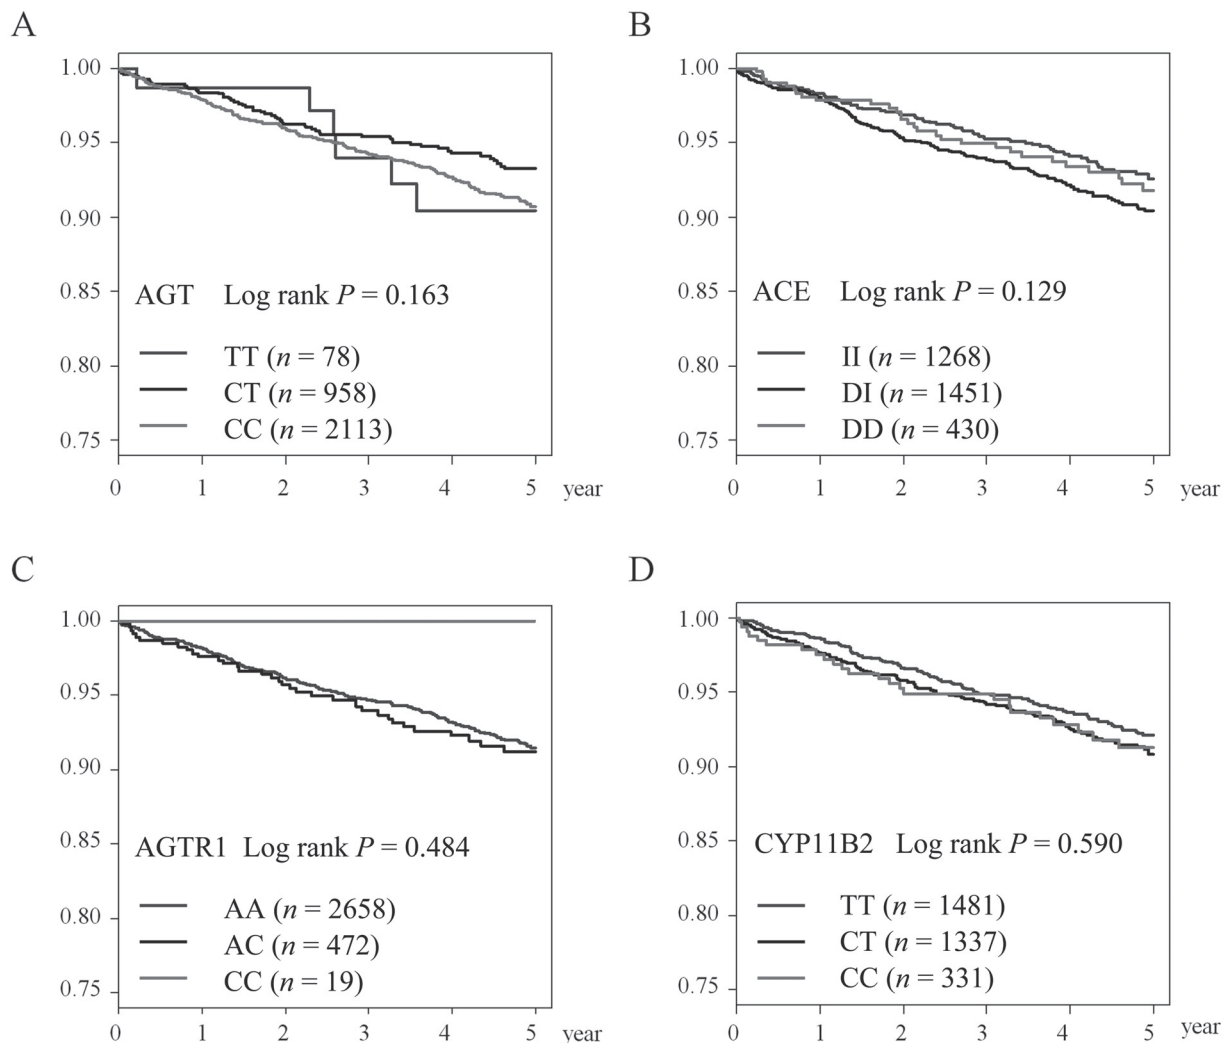 A
1.00
0.95
0.90
0.85
0.80
0.75
AGT Log rank P = 0.163
TT (n = 78)
CT (n = 958)
CC (n = 2113)
0 1 2 3 4 5 year
B
1.00
0.95
0.90
0.85
0.80
0.75
ACE Log rank P = 0.129
II (n = 1268)
DI (n = 1451)
DD (n = 430)
0 1 2 3 4 5 year
C
1.00
0.95
0.90
0.85
0.80
0.75
AGTR1 Log rank P = 0.484
AA (n = 2658)
AC (n = 472)
CC (n = 19)
0 1 2 3 4 5 year
D
1.00
0.95
0.90
0.85
0.80
0.75
CYP11B2 Log rank P = 0.590
TT (n = 1481)
CT (n = 1337)
CC (n = 331)
0 1 2 3 4 5 year